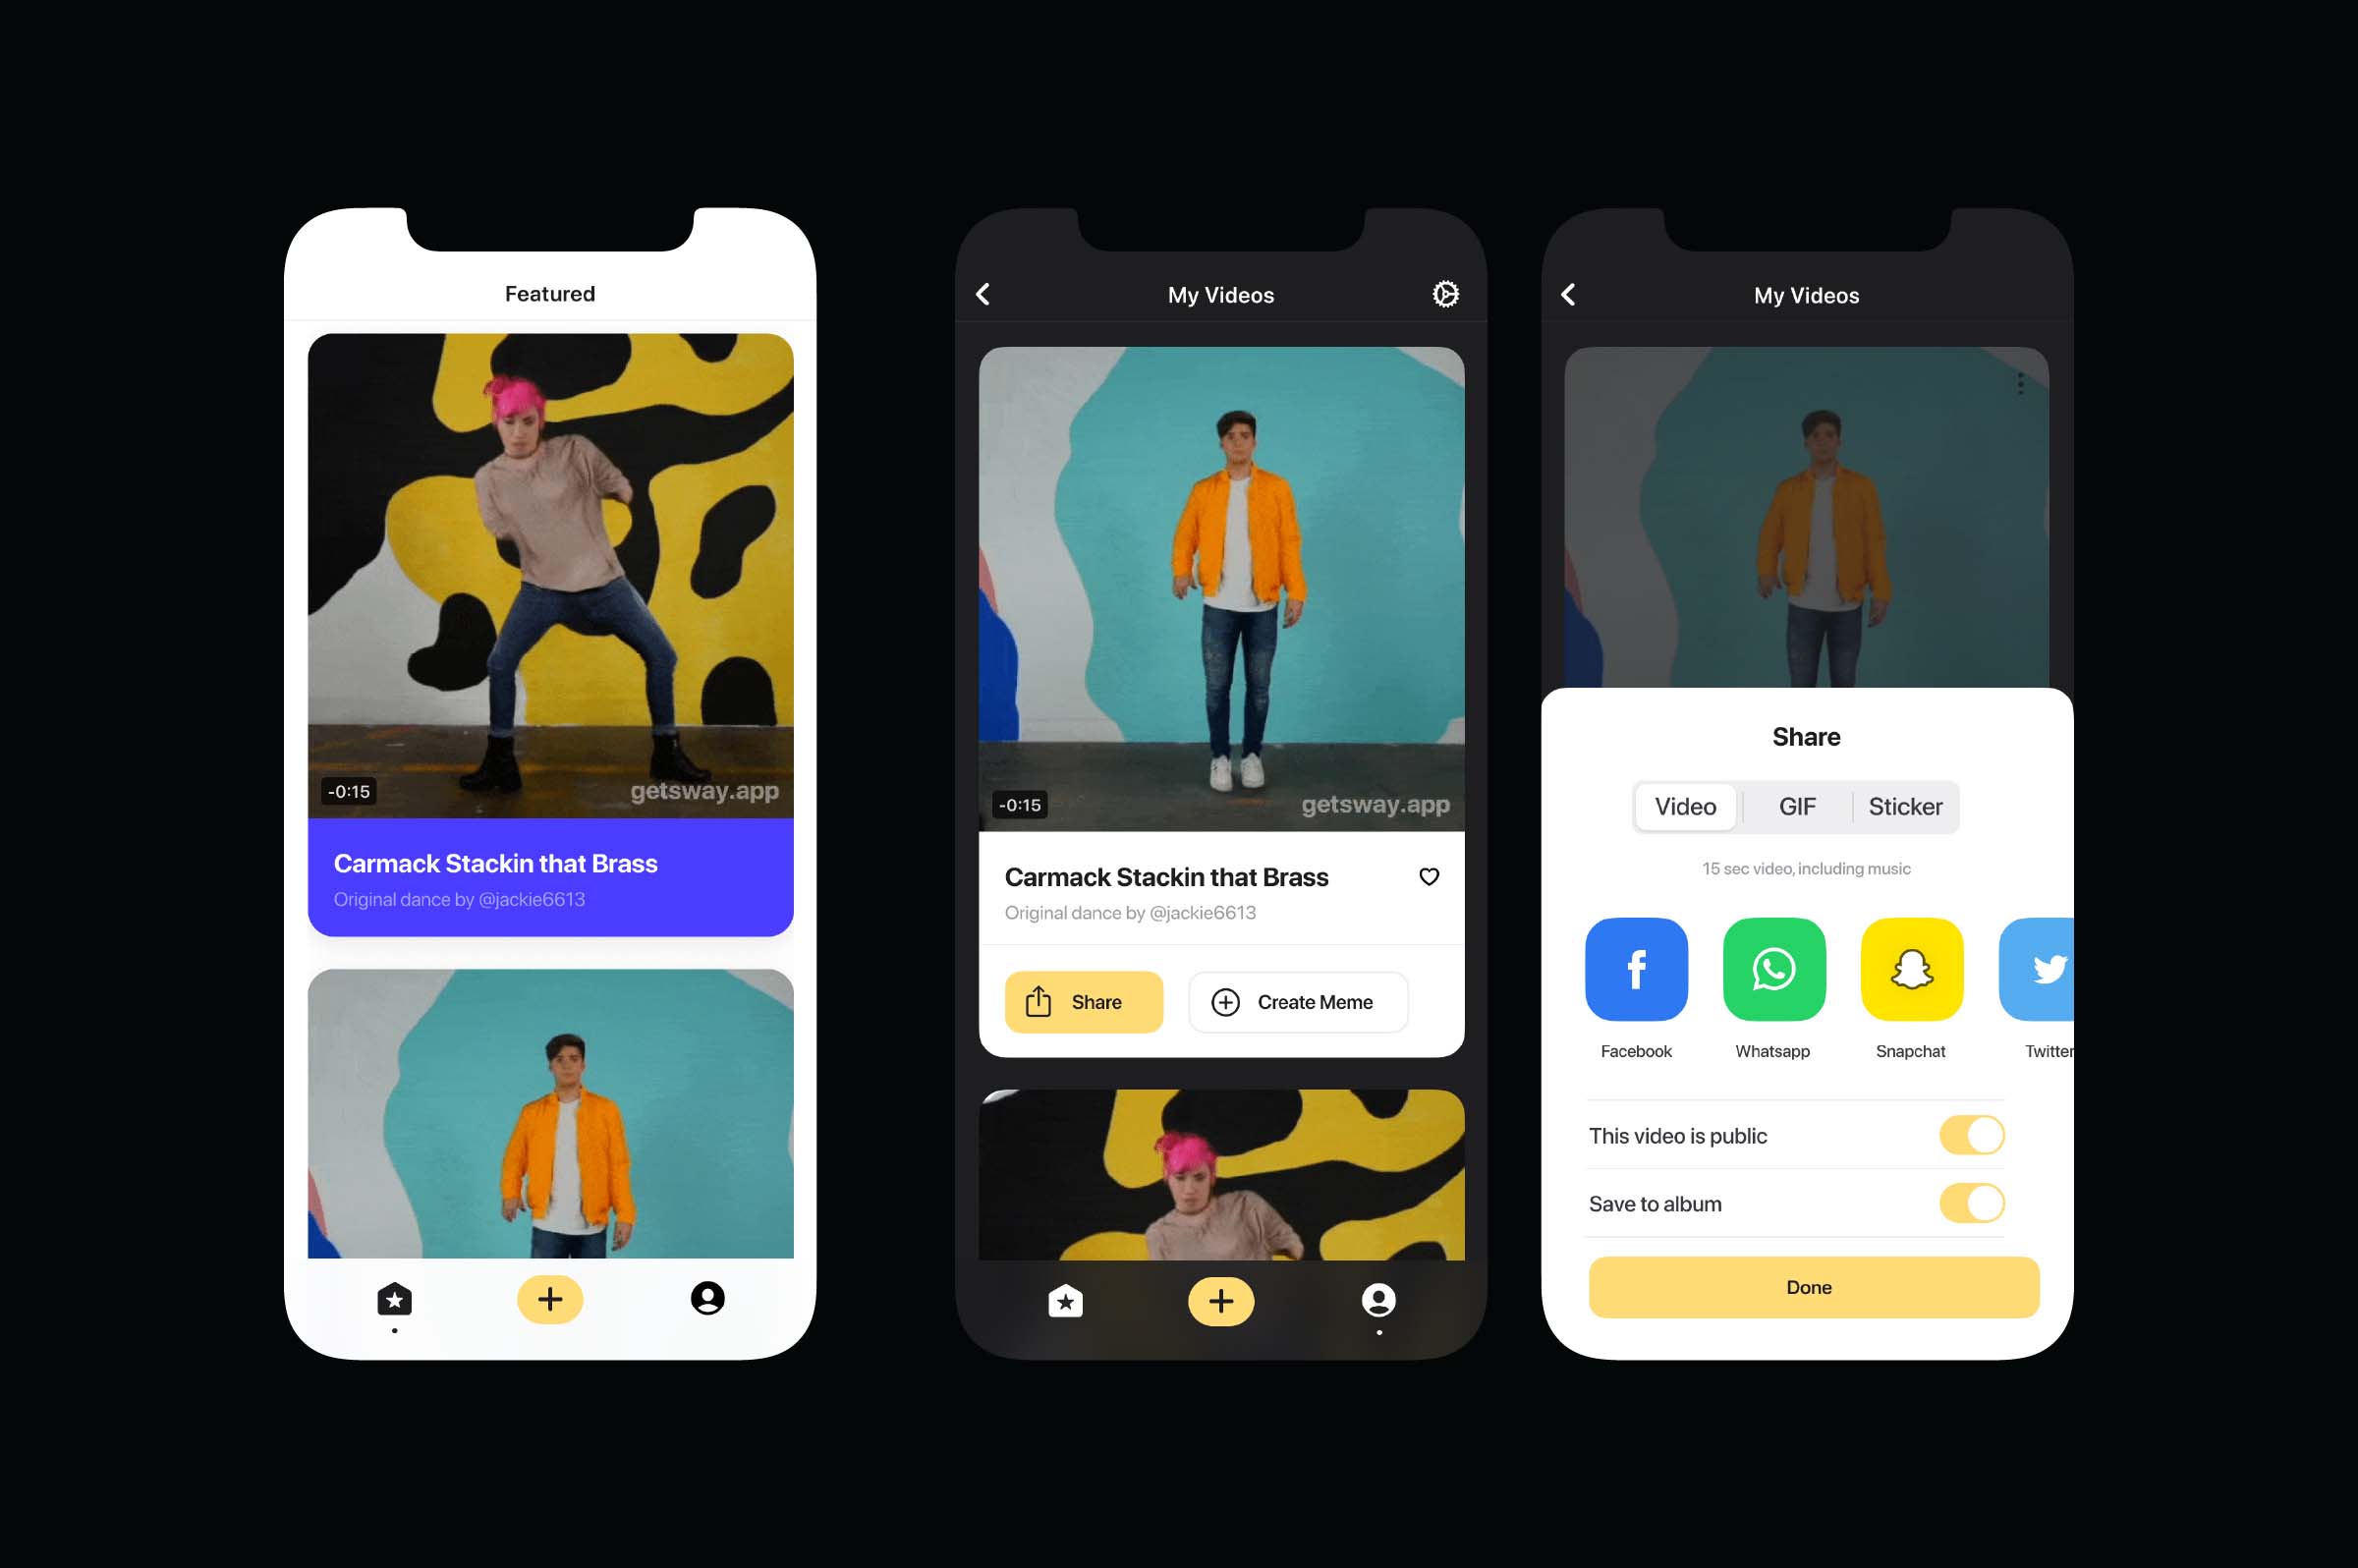 Featured
-0:15
getsway.app
Carmack Stackin that Brass
Original dance by @jackie6613
My Videos
-0:15
getsway.app
Carmack Stackin that Brass
Original dance by @jackie6613
Share
Create Meme
My Videos
Share
Video GIF Sticker
15 sec video, including music
Facebook Whatsapp Snapchat Twitter
This video is public
Save to album
Done